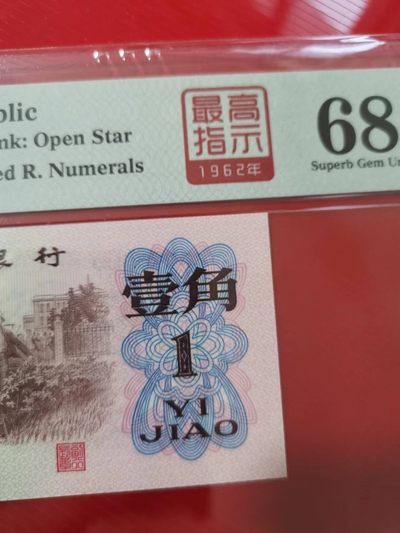 blic
最高
指示
1962年
68
nk: Open Star
Superb Gem Un
ed R. Numerals
银行
壹角
1
YI
JIAO